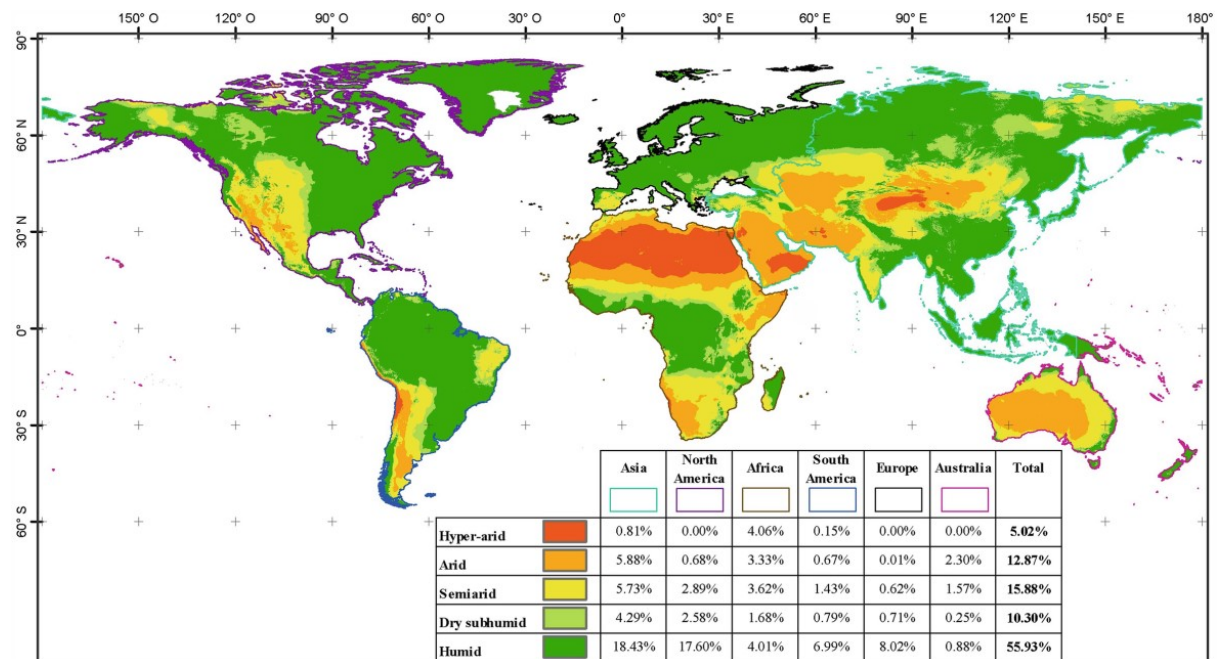 150° O 120° O 90° O 60° O 30° O 0° 30° E 60° E 90° E 120° E 150° E 180°
90°
60° N
30° N
0°
30° S
60° S
Asia North America Africa South America Europe Australia Total
Hyper-arid 0.81% 0.00% 4.06% 0.15% 0.00% 0.00% 5.02%
Arid 5.88% 0.68% 3.33% 0.67% 0.01% 2.30% 12.87%
Semiarid 5.73% 2.89% 3.62% 1.43% 0.62% 1.57% 15.88%
Dry subhumid 4.29% 2.58% 1.68% 0.79% 0.71% 0.25% 10.30%
Humid 18.43% 17.60% 4.01% 6.99% 8.02% 0.88% 55.93%